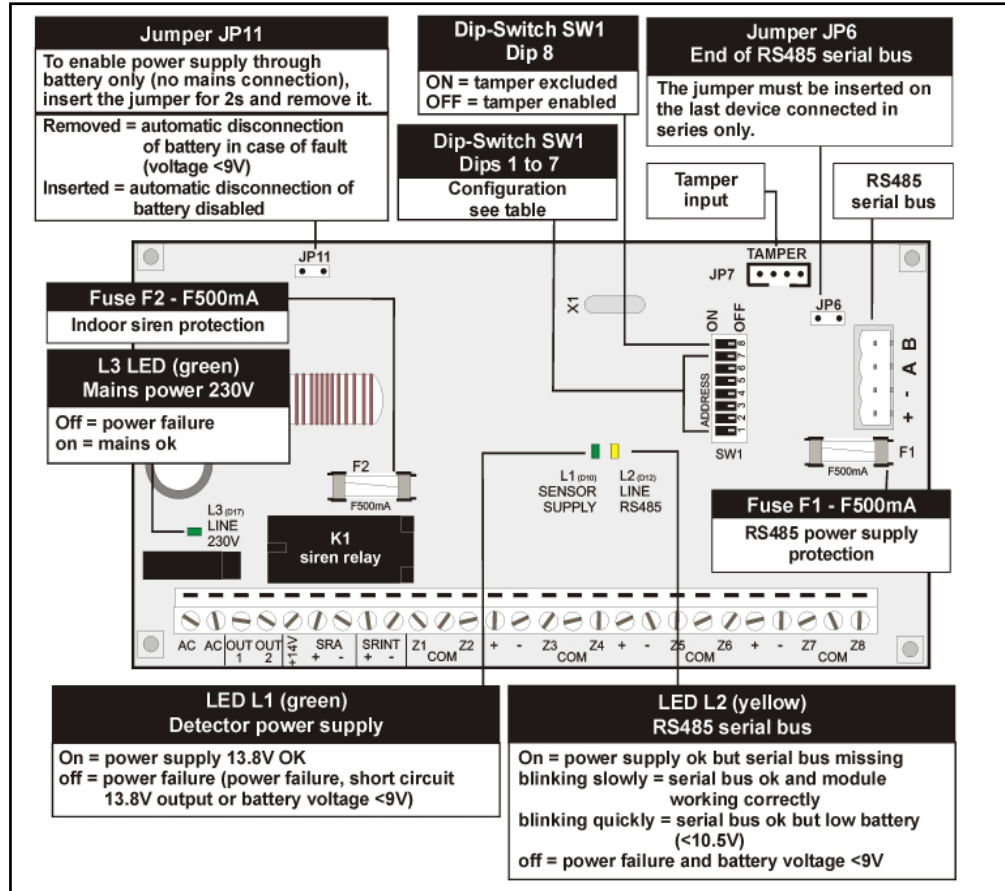 Jumper JP11
To enable power supply through
battery only (no mains connection),
insert the jumper for 2s and remove it.
Removed = automatic disconnection
of battery in case of fault
(voltage <9V)
Inserted = automatic disconnection of
battery disabled
Dip-Switch SW1
Dip 8
ON = tamper excluded
OFF = tamper enabled
Dip-Switch SW1
Dips 1 to 7
Configuration
see table
Jumper JP6
End of RS485 serial bus
The jumper must be inserted on
the last device connected in
series only.
Tamper
input
RS485
serial bus
JP11
TAMPER
JP7
JP6
X1
ON
OFF
ADDRESS
8
7
6
5
4
3
2
1
SW1
B
A
-
+
F1
F500mA
Fuse F2 - F500mA
Indoor siren protection
L3 LED (green)
Mains power 230V
Off = power failure
on = mains ok
F2
F500mA
L3 (D17)
LINE
230V
K1
siren relay
L1 (D10)
SENSOR
SUPPLY
L2 (D12)
LINE
RS485
Fuse F1 - F500mA
RS485 power supply
protection
AC AC OUT OUT +14V SRA SRINT Z1 Z2 + - Z3 Z4 + - Z5 Z6 + - Z7 Z8
1 2 + - + - COM COM COM COM
LED L1 (green)
Detector power supply
On = power supply 13.8V OK
off = power failure (power failure, short circuit
13.8V output or battery voltage <9V)
LED L2 (yellow)
RS485 serial bus
On = power supply ok but serial bus missing
blinking slowly = serial bus ok and module
working correctly
blinking quickly = serial bus ok but low battery
(<10.5V)
off = power failure and battery voltage <9V